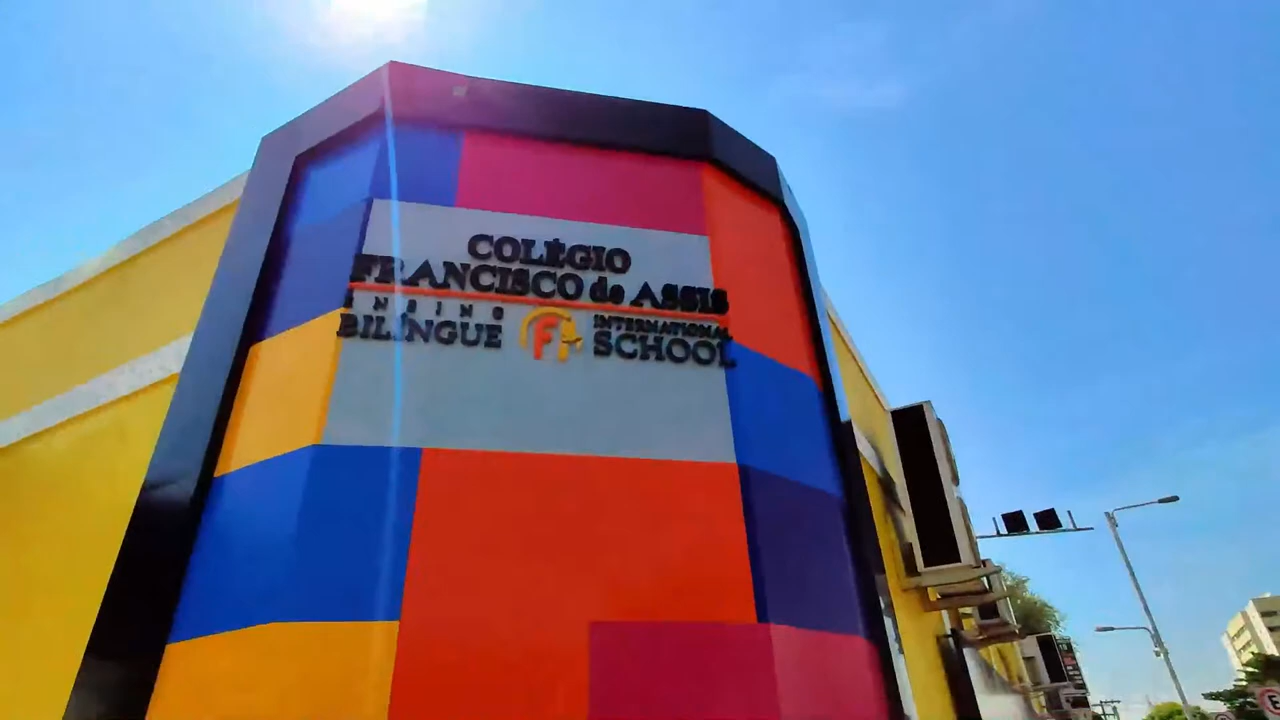 COLÉGIO
FRANCISCO de ASSIS
ENSINO
BILÍNGUE
INTERNATIONAL
SCHOOL